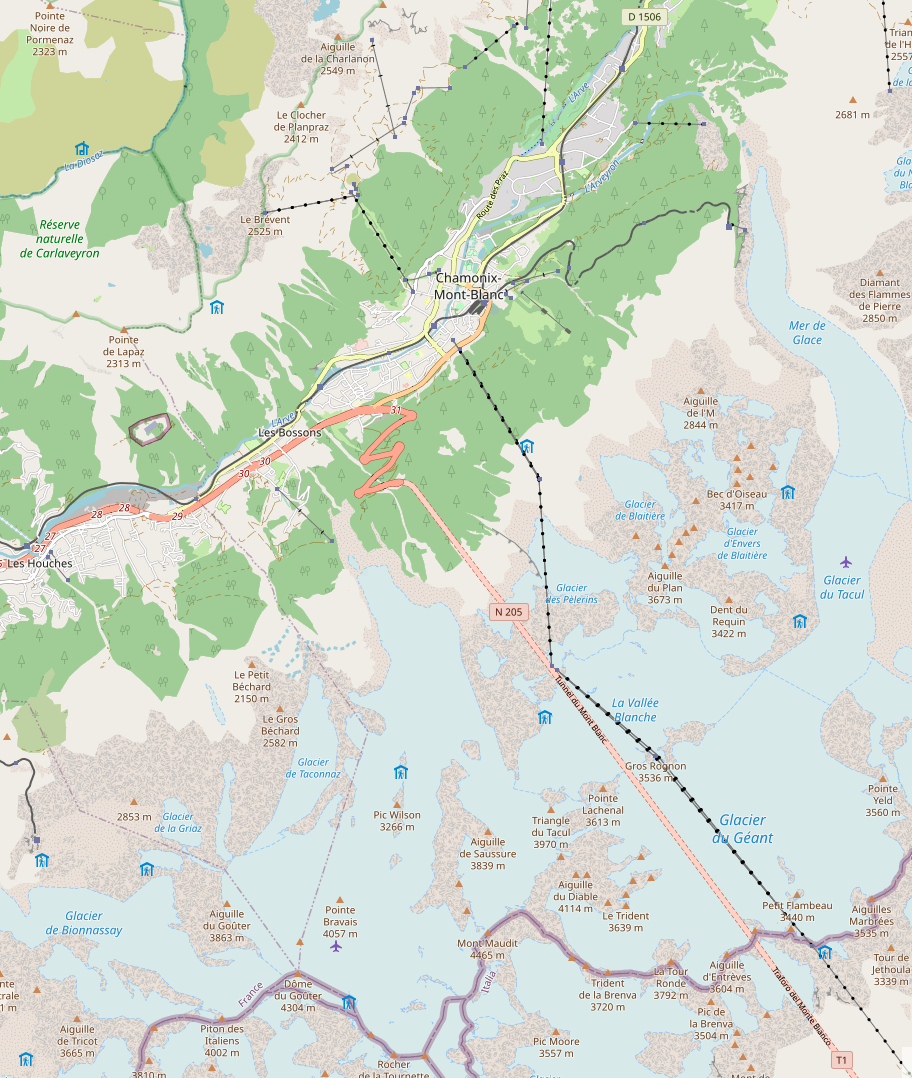 Pointe
Noire de
Pormenaz
2323 m
D 1506
Aiguille
de la Charlanon
2549 m
2557
2681 m
L'Arve
Le Clocher
de Planpraz
2412 m
La Diosaz
L'Arveyron
Route des Praz
Le Brévent
2525 m
Réserve
naturelle
de Carlaveyron
Chamonix-
Mont-Blanc
Diamant
des Flammes
de Pierre
2850 m
Mer de
Glace
Pointe
de Lapaz
2313 m
Aiguille
de l'M
2844 m
31
L'Arve
Les Bossons
30
30
Bec d'Oiseau
3417 m
Glacier
de Blaitière
28
28
29
27
27
Glacier
d'Envers
de Blaitière
Les Houches
Aiguille
du Plan
3673 m
Glacier
du Tacul
Glacier
des Pèlerins
N 205
Dent du
Requin
3422 m
Le Petit
Béchard
2150 m
Tunnel du Mont Blanc
La Vallée
Blanche
Le Gros
Béchard
2582 m
Glacier
de Taconnaz
Gros Rognon
3536 m
Pointe
Yeld
3560 m
2853 m
Glacier
de la Griaz
Pic Wilson
3266 m
Pointe
Lachenal
3613 m
Triangle
du Tacul
3970 m
Glacier
du Géant
Aiguille
de Saussure
3839 m
Aiguille
du Diable
4114 m
Le Trident
3639 m
Petit Flambeau
3440 m
Aiguilles
Marbrées
3535 m
Glacier
de Bionnassay
Aiguille
du Goûter
3863 m
Pointe
Bravais
4057 m
Mont Maudit
4465 m
Tour de
Jethoula
3339 m
France
Italia
Dôme
du Goûter
4304 m
Trident
de la Brenva
3720 m
La Tour
Ronde
3792 m
Aiguille
d'Entrèves
3604 m
Traforo del Monte Bianco
Aiguille
de Tricot
3665 m
Piton des
Italiens
4002 m
Pic de
la Brenva
3504 m
Pic Moore
3557 m
T1
3810 m
Rocher
de la Tournette